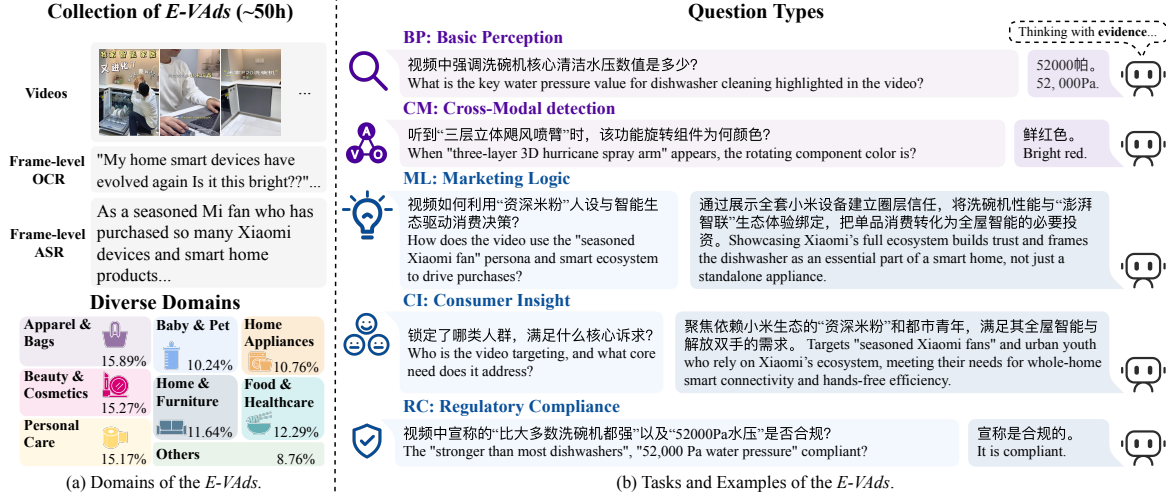 Collection of E-VAds (~50h)
Videos
又进化!
...
Frame-level
OCR
"My home smart devices have
evolved again Is it this bright??"...
Frame-level
ASR
As a seasoned Mi fan who has
purchased so many Xiaomi
devices and smart home
products...
Diverse Domains
Apparel &
Bags
15.89%
Baby & Pet
10.24%
Home
Appliances
10.76%
Beauty &
Cosmetics
15.27%
Home &
Furniture
11.64%
Food &
Healthcare
12.29%
Personal
Care
15.17%
Others
8.76%
(a) Domains of the E-VAds.
Question Types
Thinking with evidence...
BP: Basic Perception
视频中强调洗碗机核心清洁水压数值是多少?
What is the key water pressure value for dishwasher cleaning highlighted in the video?
52000帕。
52, 000Pa.
CM: Cross-Modal detection
A
V
O
听到“三层立体飓风喷臂”时，该功能旋转组件为何颜色？
When "three-layer 3D hurricane spray arm" appears, the rotating component color is?
鲜红色。
Bright red.
ML: Marketing Logic
视频如何利用“资深米粉”人设与智能生
态驱动消费决策？
How does the video use the "seasoned
Xiaomi fan" persona and smart ecosystem
to drive purchases?
通过展示全套小米设备建立圈层信任，将洗碗机性能与“澎湃
智联”生态体验绑定，把单品消费转化为全屋智能的必要投
资。Showcasing Xiaomi’s full ecosystem builds trust and frames
the dishwasher as an essential part of a smart home, not just a
standalone appliance.
CI: Consumer Insight
锁定了哪类人群，满足什么核心诉求？
Who is the video targeting, and what core
need does it address?
聚焦依赖小米生态的“资深米粉”和都市青年，满足其全屋智能与
解放双手的需求。 Targets "seasoned Xiaomi fans" and urban youth
who rely on Xiaomi’s ecosystem, meeting their needs for whole-home
smart connectivity and hands-free efficiency.
RC: Regulatory Compliance
视频中宣称的“比大多数洗碗机都强”以及“52000Pa水压”是否合规？
The "stronger than most dishwashers", "52,000 Pa water pressure" compliant?
宣称是合规的。
It is compliant.
(b) Tasks and Examples of the E-VAds.